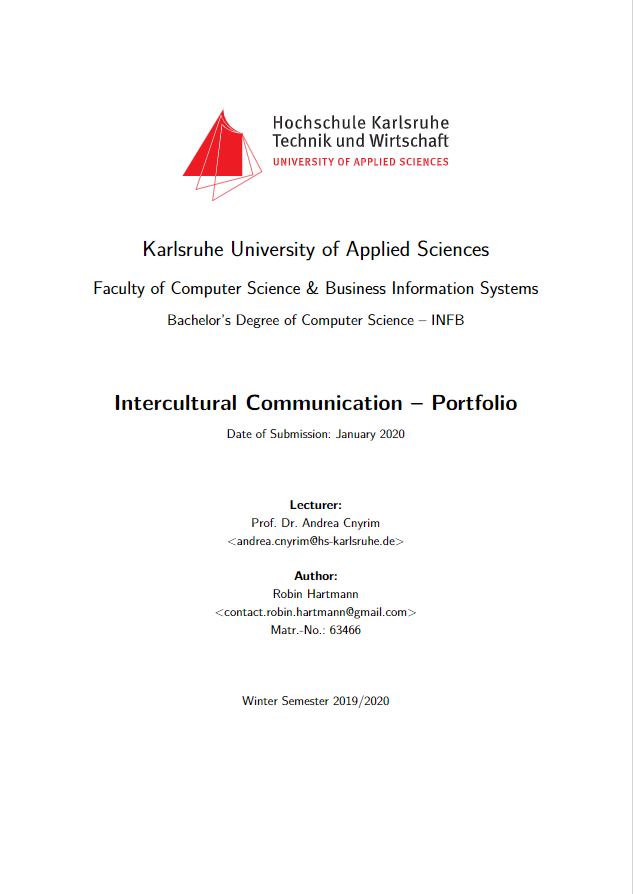 Hochschule Karlsruhe
Technik und Wirtschaft
UNIVERSITY OF APPLIED SCIENCES
Karlsruhe University of Applied Sciences
Faculty of Computer Science & Business Information Systems
Bachelor's Degree of Computer Science – INFB
Intercultural Communication – Portfolio
Date of Submission: January 2020
Lecturer:
Prof. Dr. Andrea Cnyrim
<andrea.cnyrim@hs-karlsruhe.de>
Author:
Robin Hartmann
<contact.robin.hartmann@gmail.com>
Matr.-No.: 63466
Winter Semester 2019/2020